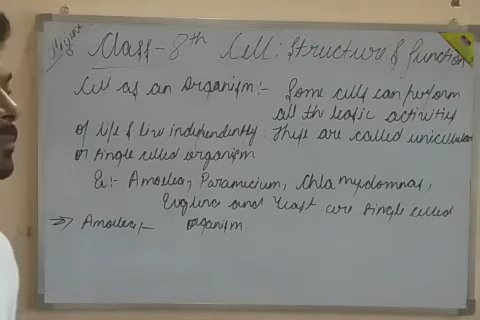 Class - 8th Cell : Structure & function
Cell as an Organism :- Some cells can perform
all the basic activities
of life & live independently. These are called unicellular
or single celled organism
Ex :- Amoeba, Paramecium, Chlamydomonas,
Euglena and Yeast are single celled
organism.
⇒ Amoeba :-